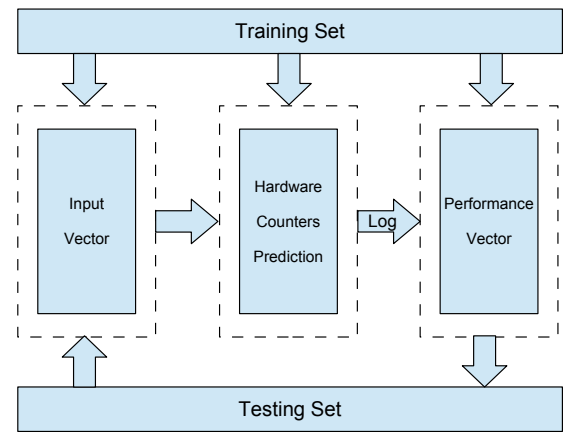 Training Set
Input
Vector
Hardware
Counters
Prediction
Log
Performance
Vector
Testing Set